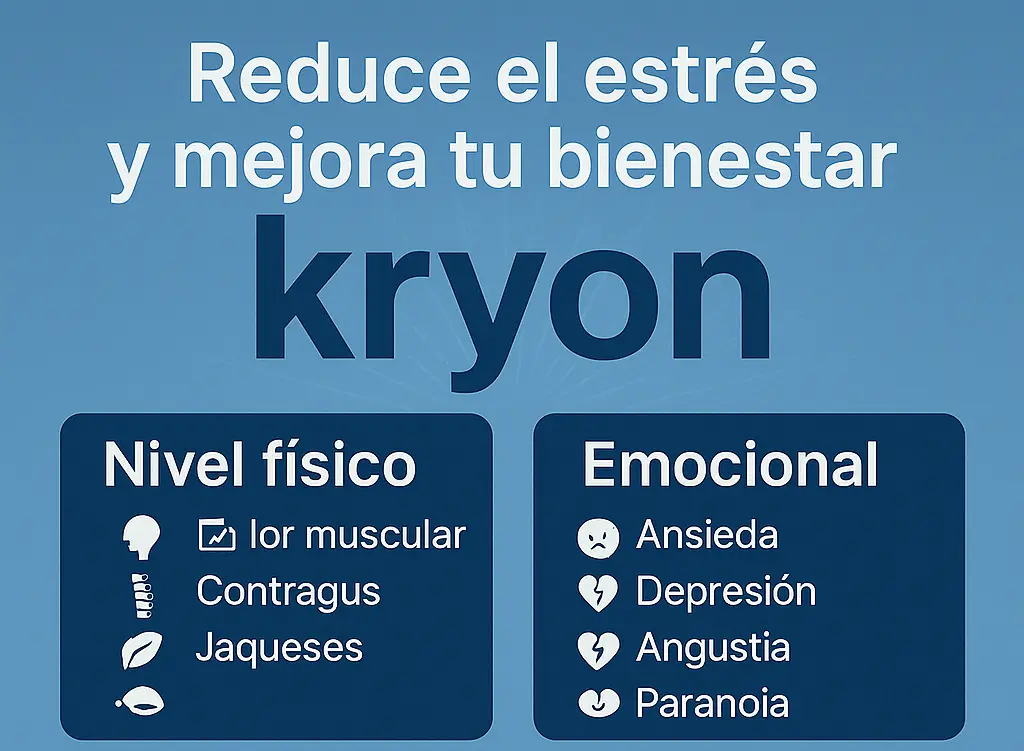 Reduce el estrés
y mejora tu bienestar
kryon
Nivel físico
lor muscular
Contragus
Jaqueses
Emocional
Ansieda
Depresión
Angustia
Paranoia